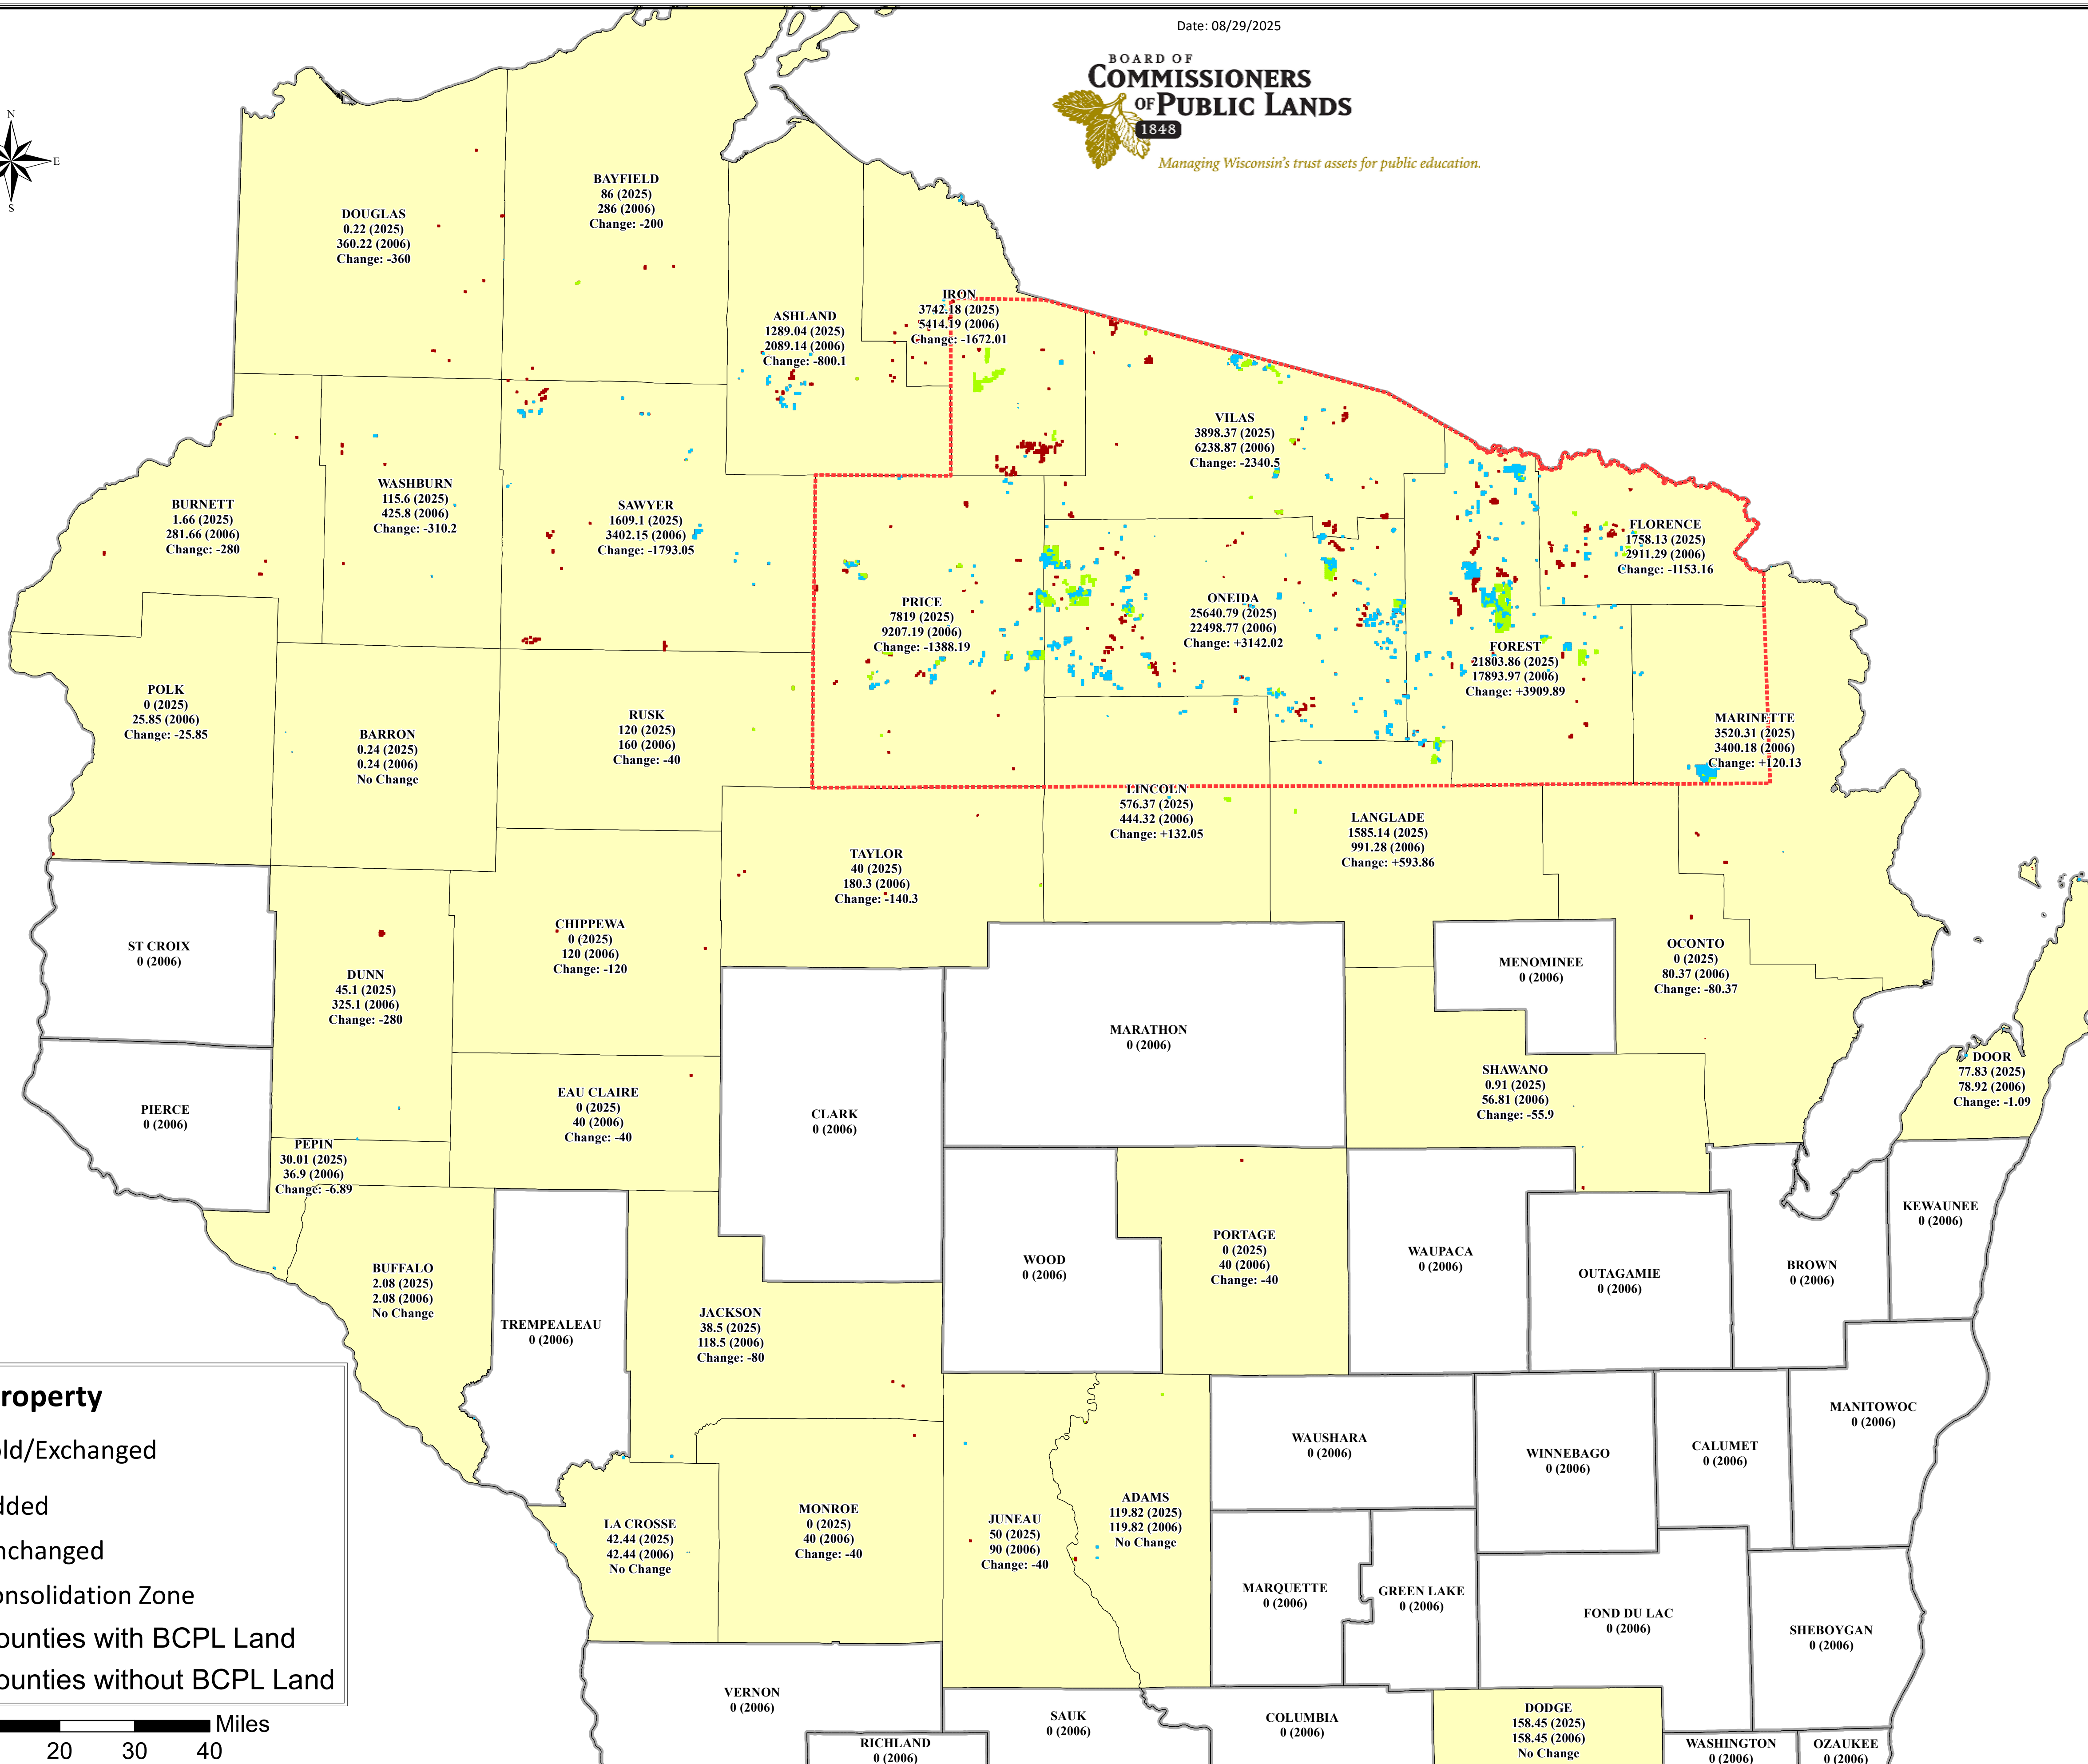 Date: 08/29/2025
BOARD OF
COMMISSIONERS
OF PUBLIC LANDS
1848
Managing Wisconsin's trust assets for public education.
N
E
S
DOUGLAS
0.22 (2025)
360.22 (2006)
Change: -360
BAYFIELD
86 (2025)
286 (2006)
Change: -200
ASHLAND
1289.04 (2025)
2089.14 (2006)
Change: -800.1
IRON
3742.18 (2025)
5414.19 (2006)
Change: -1672.01
VILAS
3898.37 (2025)
6238.87 (2006)
Change: -2340.5
BURNETT
1.66 (2025)
281.66 (2006)
Change: -280
WASHBURN
115.6 (2025)
425.8 (2006)
Change: -310.2
SAWYER
1609.1 (2025)
3402.15 (2006)
Change: -1793.05
PRICE
7819 (2025)
9207.19 (2006)
Change: -1388.19
ONEIDA
25640.79 (2025)
22498.77 (2006)
Change: +3142.02
FLORENCE
1758.13 (2025)
2911.29 (2006)
Change: -1153.16
FOREST
21803.86 (2025)
17893.97 (2006)
Change: +3909.89
MARINETTE
3520.31 (2025)
3400.18 (2006)
Change: +120.13
POLK
0 (2025)
25.85 (2006)
Change: -25.85
BARRON
0.24 (2025)
0.24 (2006)
No Change
RUSK
120 (2025)
160 (2006)
Change: -40
LINCOLN
576.37 (2025)
444.32 (2006)
Change: +132.05
LANGLADE
1585.14 (2025)
991.28 (2006)
Change: +593.86
TAYLOR
40 (2025)
180.3 (2006)
Change: -140.3
ST CROIX
0 (2006)
DUNN
45.1 (2025)
325.1 (2006)
Change: -280
CHIPPEWA
0 (2025)
120 (2006)
Change: -120
MENOMINEE
0 (2006)
OCONTO
0 (2025)
80.37 (2006)
Change: -80.37
MARATHON
0 (2006)
SHAWANO
0.91 (2025)
56.81 (2006)
Change: -55.9
DOOR
77.83 (2025)
78.92 (2006)
Change: -1.09
PIERCE
0 (2006)
PEPIN
30.01 (2025)
36.9 (2006)
Change: -6.89
EAU CLAIRE
0 (2025)
40 (2006)
Change: -40
CLARK
0 (2006)
KEWAUNEE
0 (2006)
BUFFALO
2.08 (2025)
2.08 (2006)
No Change
TREMPEALEAU
0 (2006)
JACKSON
38.5 (2025)
118.5 (2006)
Change: -80
WOOD
0 (2006)
PORTAGE
0 (2025)
40 (2006)
Change: -40
WAUPACA
0 (2006)
OUTAGAMIE
0 (2006)
BROWN
0 (2006)
WAUSHARA
0 (2006)
WINNEBAGO
0 (2006)
CALUMET
0 (2006)
MANITOWOC
0 (2006)
LA CROSSE
42.44 (2025)
42.44 (2006)
No Change
MONROE
0 (2025)
40 (2006)
Change: -40
JUNEAU
50 (2025)
90 (2006)
Change: -40
ADAMS
119.82 (2025)
119.82 (2006)
No Change
MARQUETTE
0 (2006)
GREEN LAKE
0 (2006)
FOND DU LAC
0 (2006)
SHEBOYGAN
0 (2006)
VERNON
0 (2006)
RICHLAND
0 (2006)
SAUK
0 (2006)
COLUMBIA
0 (2006)
DODGE
158.45 (2025)
158.45 (2006)
No Change
WASHINGTON
0 (2006)
OZAUKEE
0 (2006)
roperty
old/Exchanged
dded
nchanged
onsolidation Zone
ounties with BCPL Land
ounties without BCPL Land
Miles
20 30 40